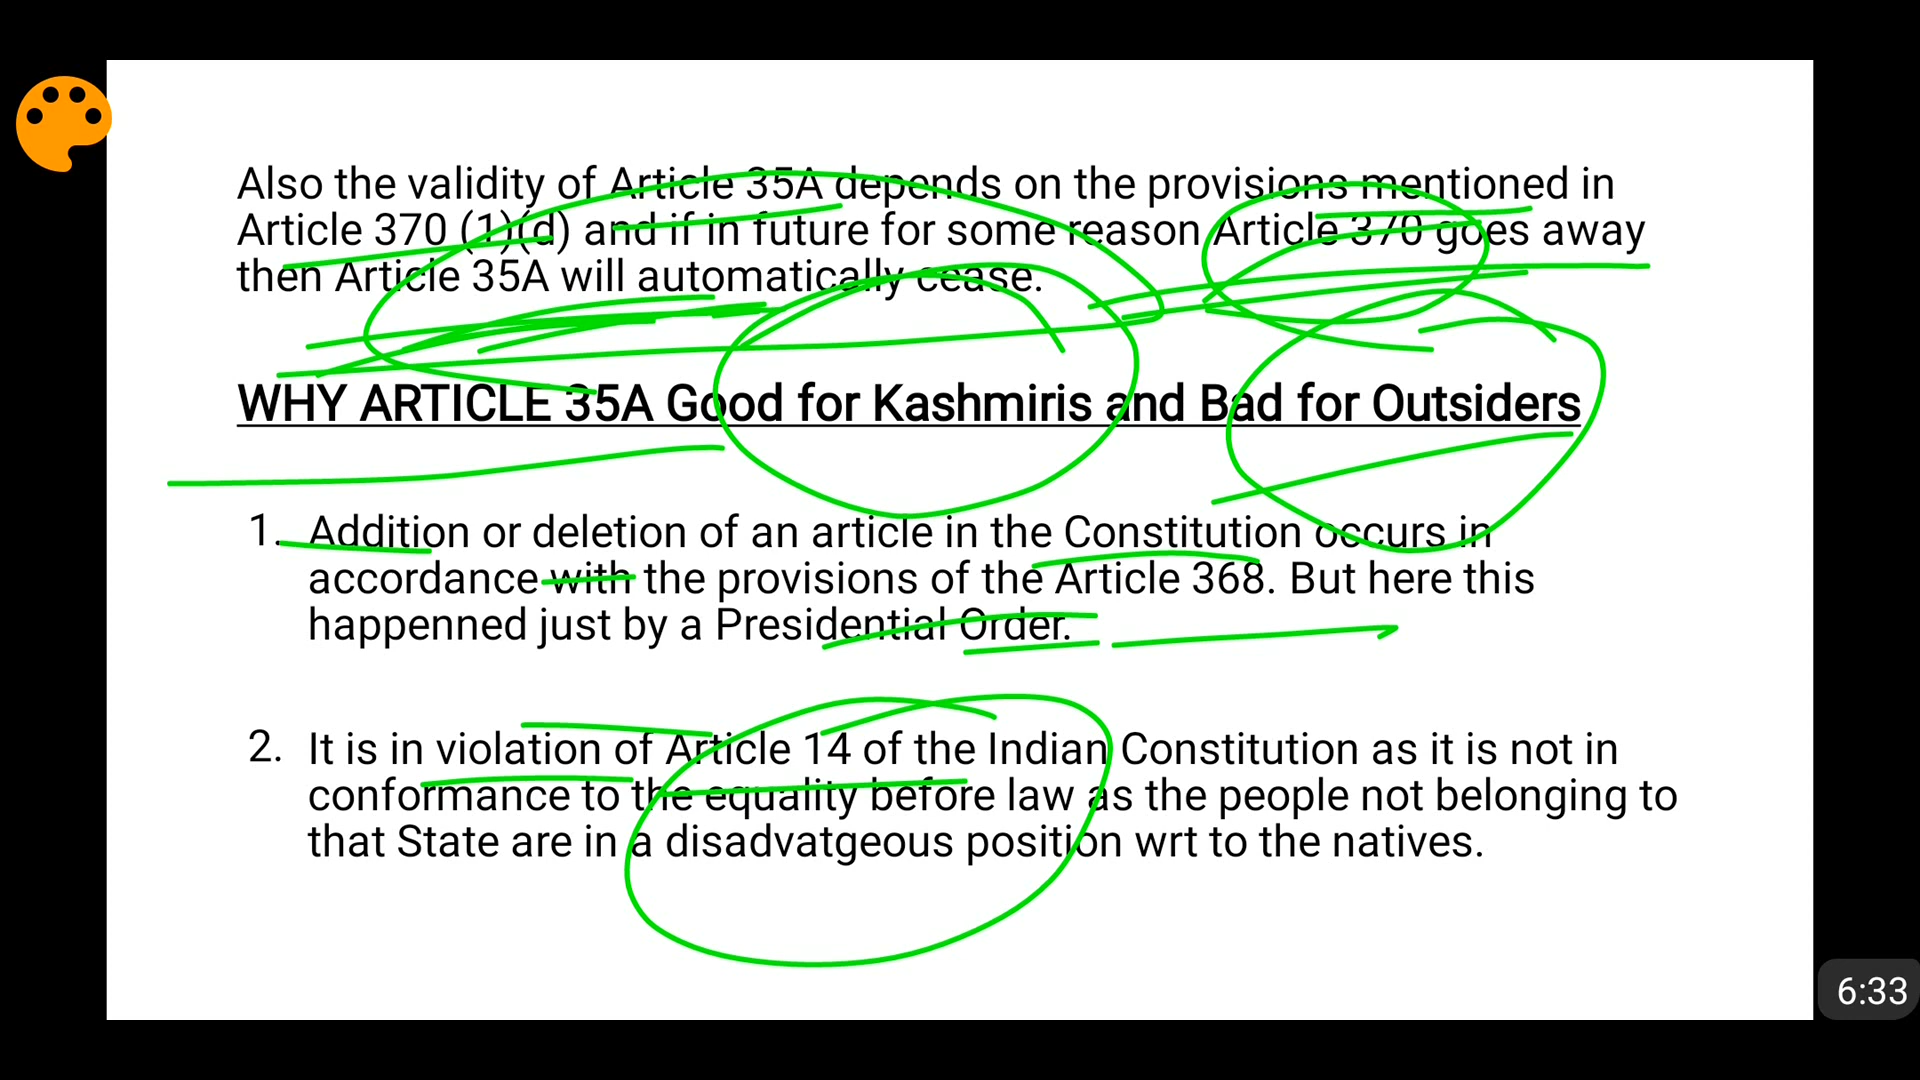 Also the validity of Article 35A depends on the provisions mentioned in
Article 370 (1)(d) and if in future for some reason Article 370 goes away
then Article 35A will automatically cease.
WHY ARTICLE 35A Good for Kashmiris and Bad for Outsiders
1. Addition or deletion of an article in the Constitution occurs in
accordance with the provisions of the Article 368. But here this
happenned just by a Presidential Order.
2. It is in violation of Article 14 of the Indian Constitution as it is not in
conformance to the equality before law as the people not belonging to
that State are in a disadvatgeous position wrt to the natives.
6:33